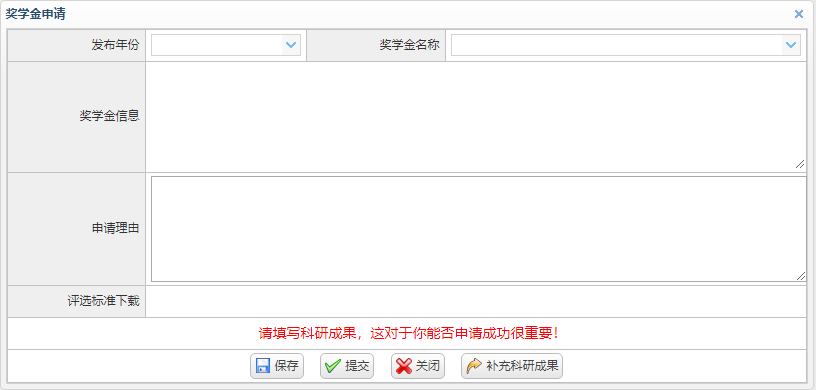 奖学金申请
发布年份 奖学金名称
奖学金信息
申请理由
评选标准下载
请填写科研成果，这对于你能否申请成功很重要！
保存 提交 关闭 补充科研成果